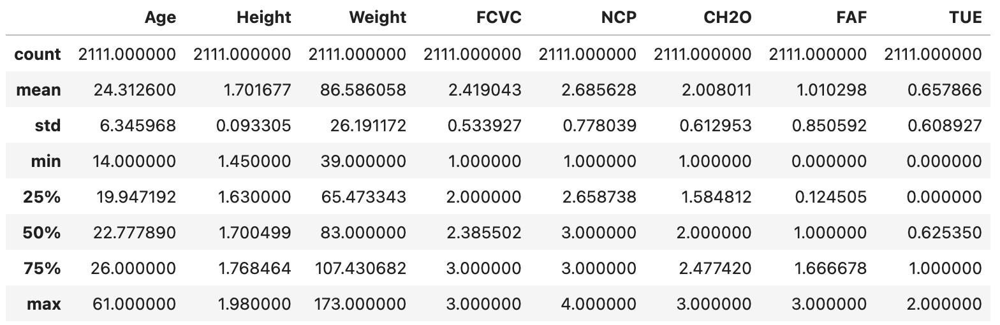 Age Height Weight FCVC NCP CH2O FAF TUE
count 2111.000000 2111.000000 2111.000000 2111.000000 2111.000000 2111.000000 2111.000000 2111.000000
mean 24.312600 1.701677 86.586058 2.419043 2.685628 2.008011 1.010298 0.657866
std 6.345968 0.093305 26.191172 0.533927 0.778039 0.612953 0.850592 0.608927
min 14.000000 1.450000 39.000000 1.000000 1.000000 1.000000 0.000000 0.000000
25% 19.947192 1.630000 65.473343 2.000000 2.658738 1.584812 0.124505 0.000000
50% 22.777890 1.700499 83.000000 2.385502 3.000000 2.000000 1.000000 0.625350
75% 26.000000 1.768464 107.430682 3.000000 3.000000 2.477420 1.666678 1.000000
max 61.000000 1.980000 173.000000 3.000000 4.000000 3.000000 3.000000 2.000000